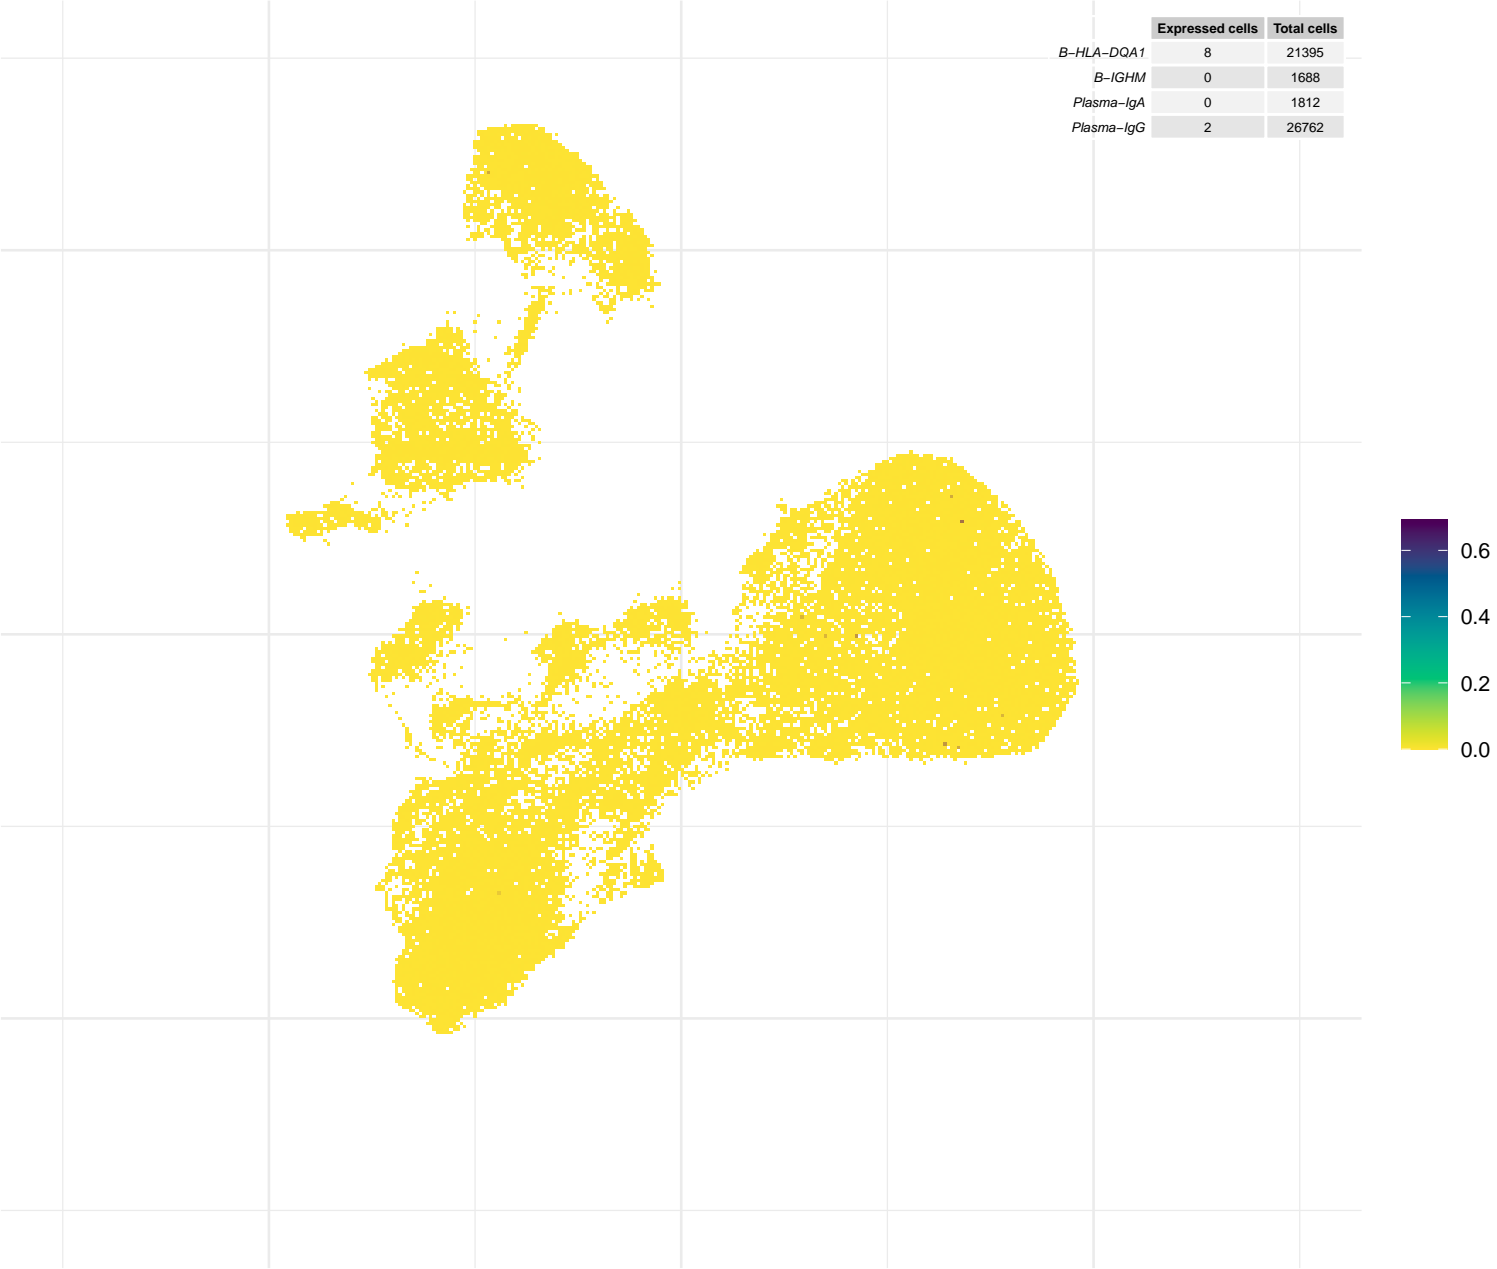 Expressed cells Total cells
B−HLA−DQA1 8 21395
B−IGHM 0 1688
Plasma−IgA 0 1812
Plasma−IgG 2 26762
0.6
0.4
0.2
0.0